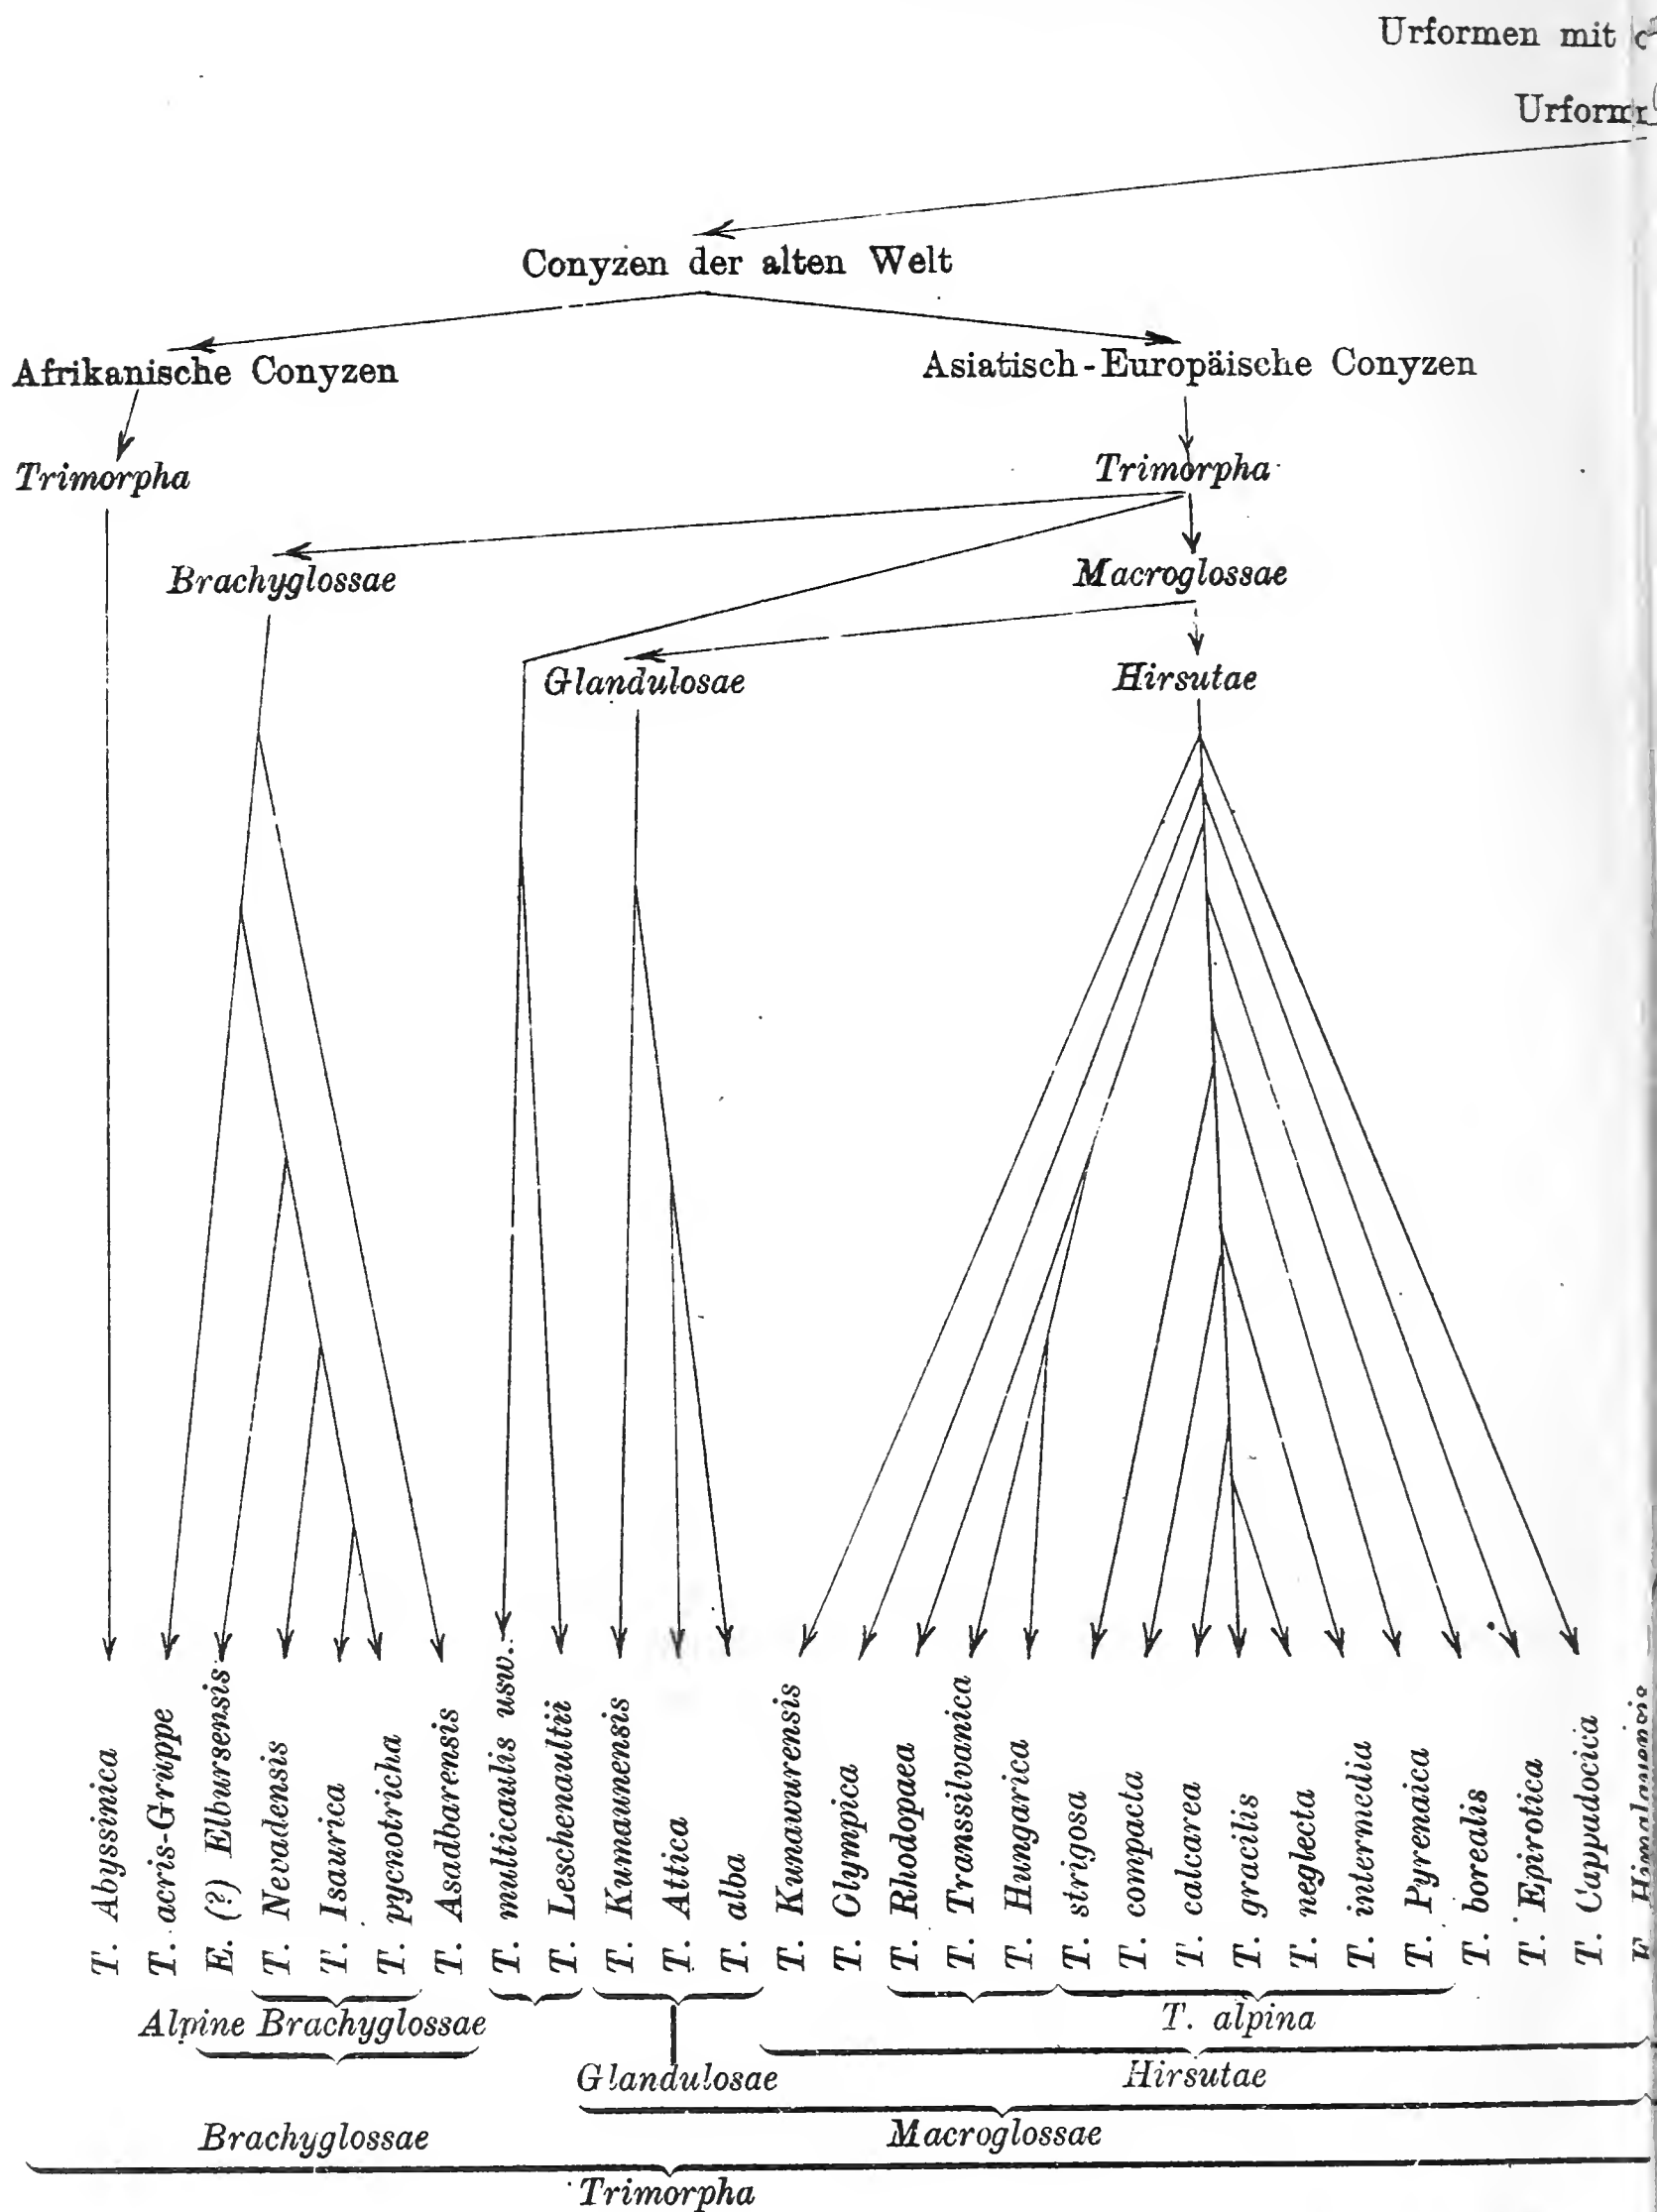 Urformen mit
Conyzen der alten Welt
Afrikanische Conyzen
Asiatisch-Europäische Conyzen
Trimorpha
Trimorpha
Brachyglossae
Macroglossae
Glandulosae
Hirsutae
T. Abyssinica
T. acris-Gruppe
E. (?) Elbursensis
T. Nevadensis
T. Isaurica
T. pycnotricha
T. Asadbarensis
T. multicaulis usw.
T. Leschenaultii
T. Kumaunensis
T. Attica
T. alba
T. Kunawurensis
T. Olympica
T. Rhodopaea
T. Transsilvanica
T. Hungarica
T. strigosa
T. compacta
T. calcarea
T. gracilis
T. neglecta
T. intermedia
T. Pyrenaica
T. borealis
T. Epirotica
T. Cappadocica
Alpine Brachyglossae
T. alpina
Glandulosae
Hirsutae
Brachyglossae
Macroglossae
Trimorpha